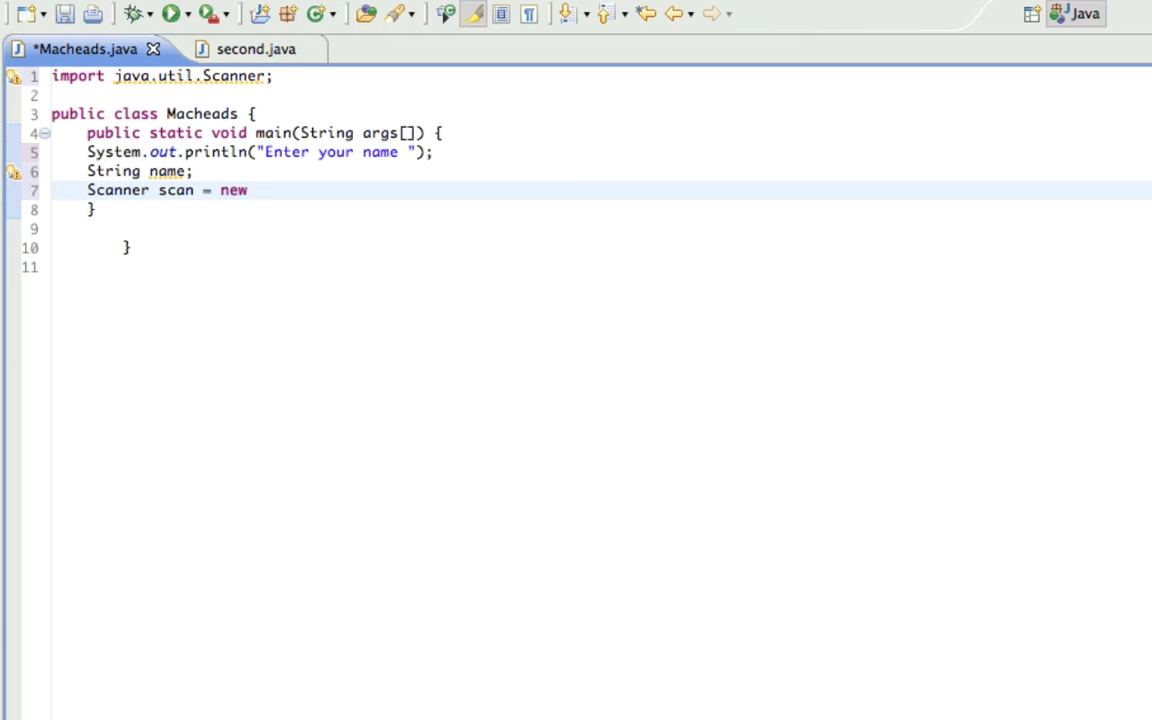 Java
*Macheads.java second.java
1 import java.util.Scanner;
2
3 public class Macheads {
4 public static void main(String args[]) {
5 System.out.println("Enter your name ");
6 String name;
7 Scanner scan = new
8 }
9
10 }
11